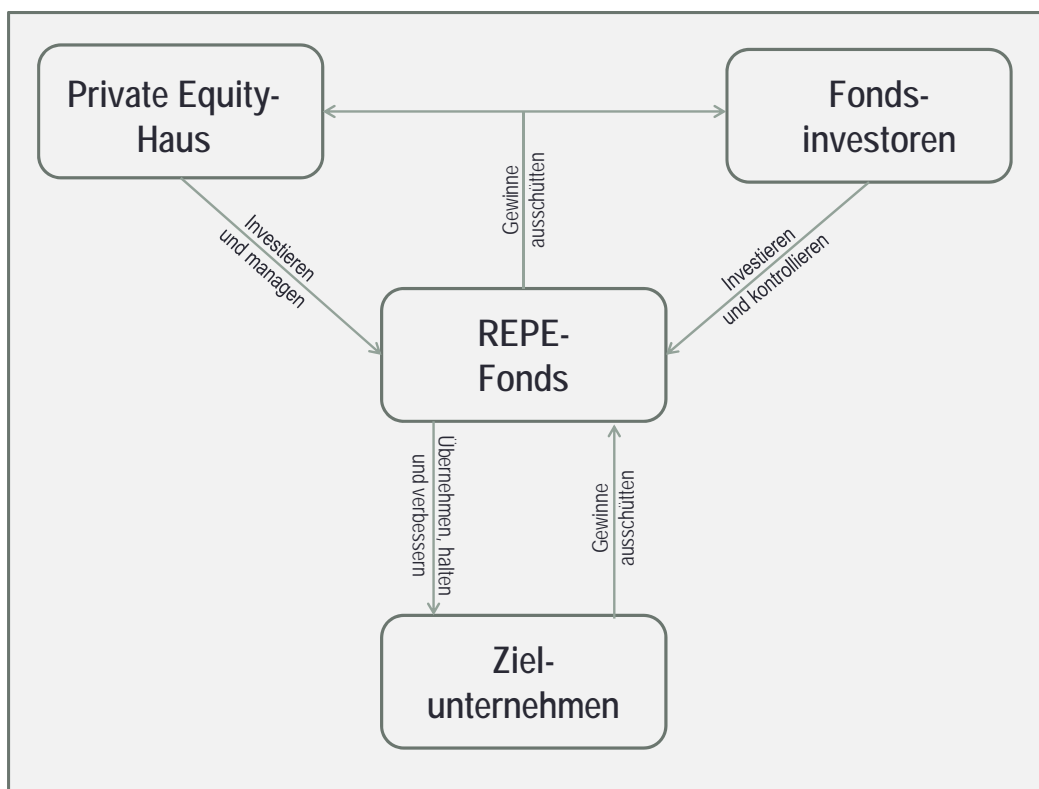 Private Equity-
Haus
Fonds-
investoren
Gewinne
ausschütten
Investieren
und managen
Investieren
und kontrollieren
REPE-
Fonds
Übernehmen, halten
und verbessern
Gewinne
ausschütten
Ziel-
unternehmen